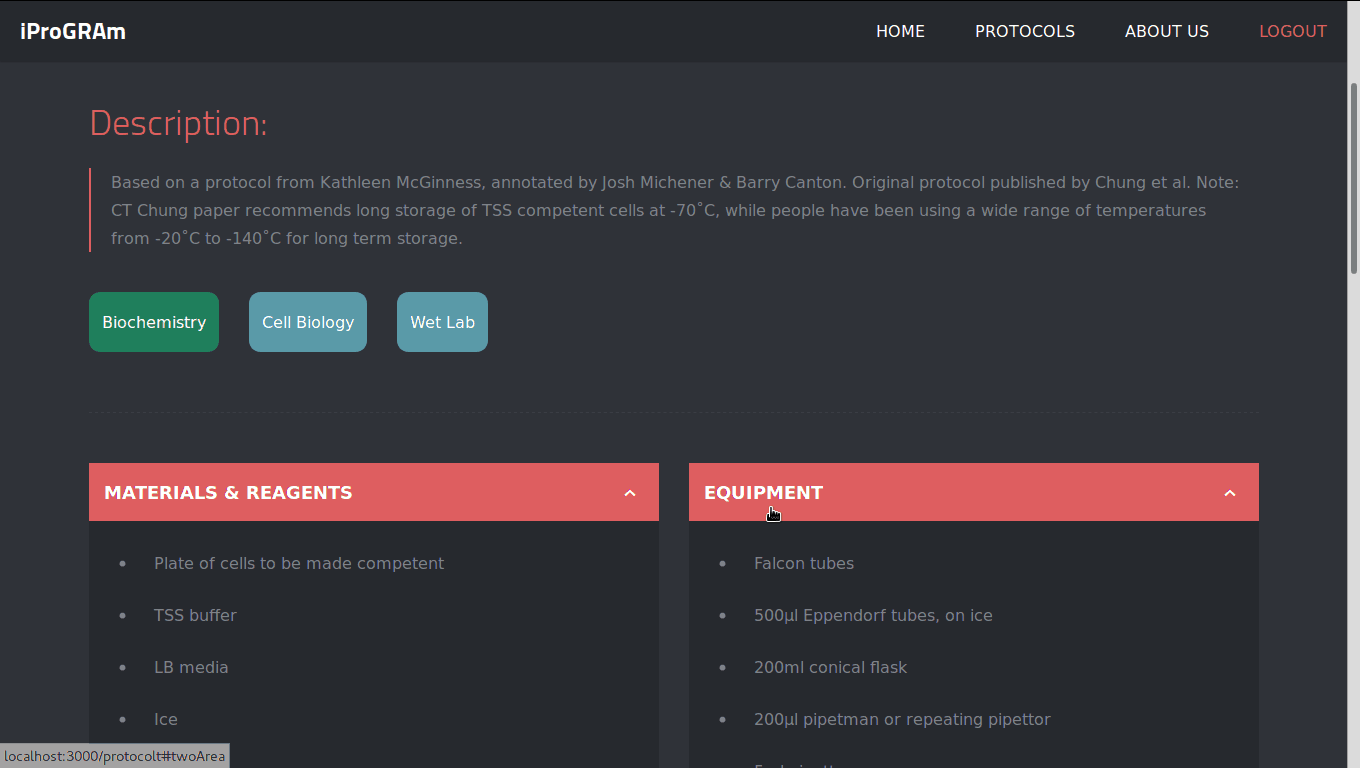 iProGRAm
HOME PROTOCOLS ABOUT US LOGOUT
Description:
Based on a protocol from Kathleen McGinness, annotated by Josh Michener & Barry Canton. Original protocol published by Chung et al. Note:
CT Chung paper recommends long storage of TSS competent cells at -70˚C, while people have been using a wide range of temperatures
from -20˚C to -140˚C for long term storage.
Biochemistry Cell Biology Wet Lab
MATERIALS & REAGENTS
Plate of cells to be made competent
TSS buffer
LB media
Ice
EQUIPMENT
Falcon tubes
500µl Eppendorf tubes, on ice
200ml conical flask
200µl pipetman or repeating pipettor
localhost:3000/protocolt#twoArea